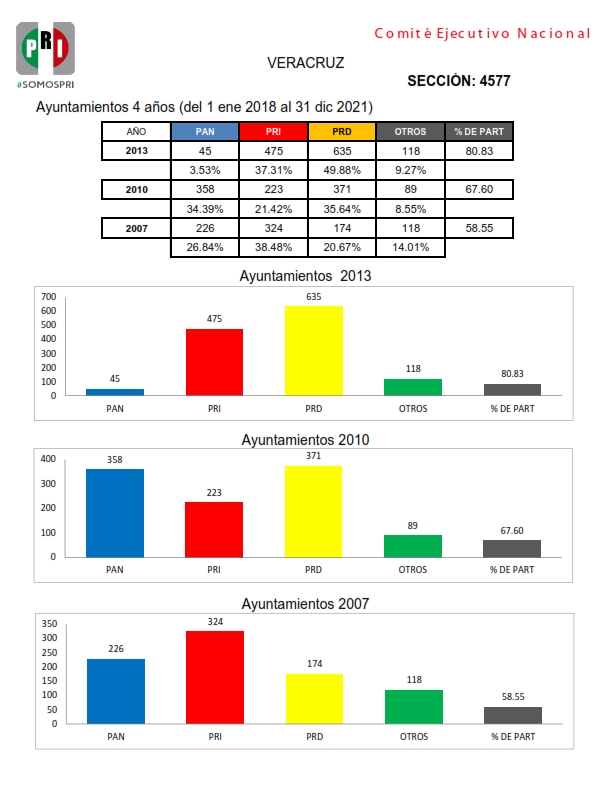 Comité Ejecutivo Nacional
PRI
#SOMOSPRI
VERACRUZ
SECCIÓN: 4577
Ayuntamientos 4 años (del 1 ene 2018 al 31 dic 2021)
AÑO PAN PRI PRD OTROS % DE PART
2013 45 475 635 118 80.83
3.53% 37.31% 49.88% 9.27%
2010 358 223 371 89 67.60
34.39% 21.42% 35.64% 8.55%
2007 226 324 174 118 58.55
26.84% 38.48% 20.67% 14.01%
Ayuntamientos 2013
700
600
500
400
300
200
100
0
45 475 635 118 80.83
PAN PRI PRD OTROS % DE PART
Ayuntamientos 2010
400
300
200
100
0
358 223 371 89 67.60
PAN PRI PRD OTROS % DE PART
Ayuntamientos 2007
350
300
250
200
150
100
50
0
226 324 174 118 58.55
PAN PRI PRD OTROS % DE PART